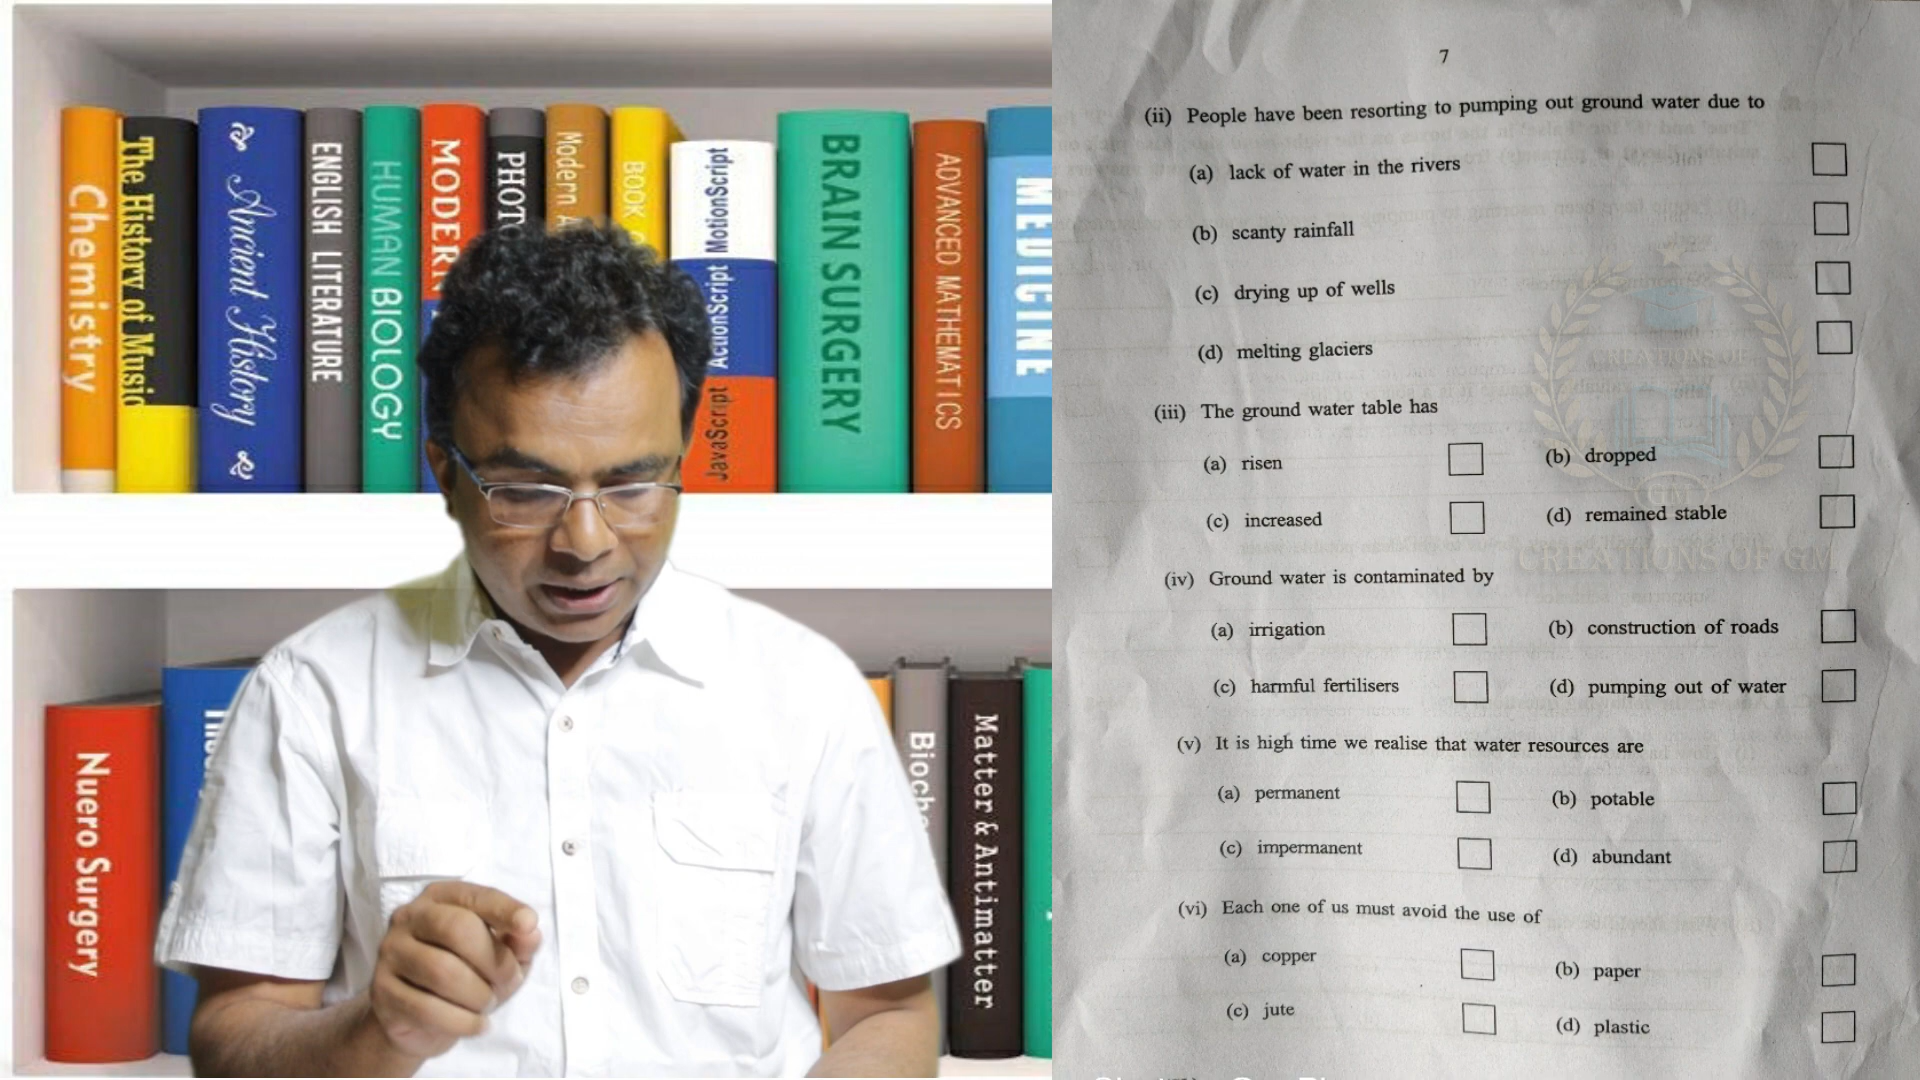 Chemistry
The History of Music
Ancient History
ENGLISH LITERATURE
HUMAN BIOLOGY
MODERN
Modern
BOOK
MotionScript
ActionScript
JavaScript
BRAIN SURGERY
ADVANCED MATHEMATICS
MEDICINE
Nuero Surgery
Matter & Antimatter
7
(ii) People have been resorting to pumping out ground water due to
(a) lack of water in the rivers
(b) scanty rainfall
(c) drying up of wells
(d) melting glaciers
(iii) The ground water table has
(a) risen (b) dropped
(c) increased (d) remained stable
(iv) Ground water is contaminated by
(a) irrigation (b) construction of roads
(c) harmful fertilisers (d) pumping out of water
(v) It is high time we realise that water resources are
(a) permanent (b) potable
(c) impermanent (d) abundant
(vi) Each one of us must avoid the use of
(a) copper (b) paper
(c) jute (d) plastic
CREATIONS OF
GM
CREATIONS OF GM